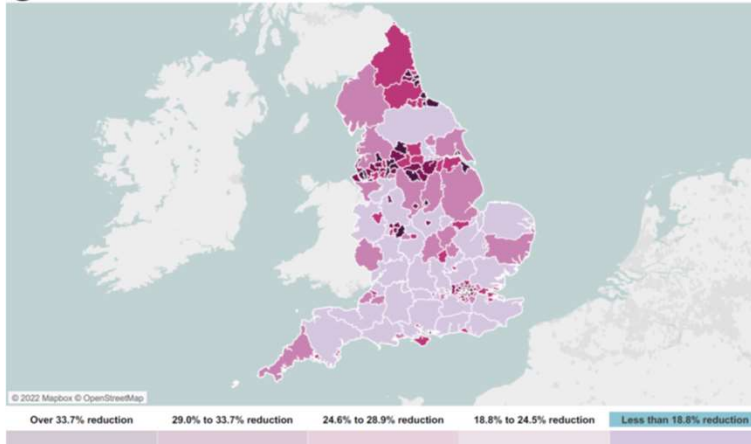 © 2022 Mapbox © OpenStreetMap
Over 33.7% reduction 29.0% to 33.7% reduction 24.6% to 28.9% reduction 18.8% to 24.5% reduction Less than 18.8% reduction